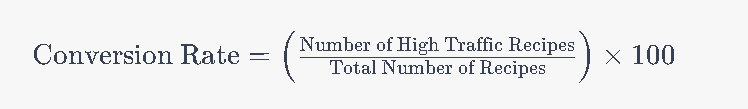 Conversion Rate = (Number of High Traffic Recipes / Total Number of Recipes) × 100